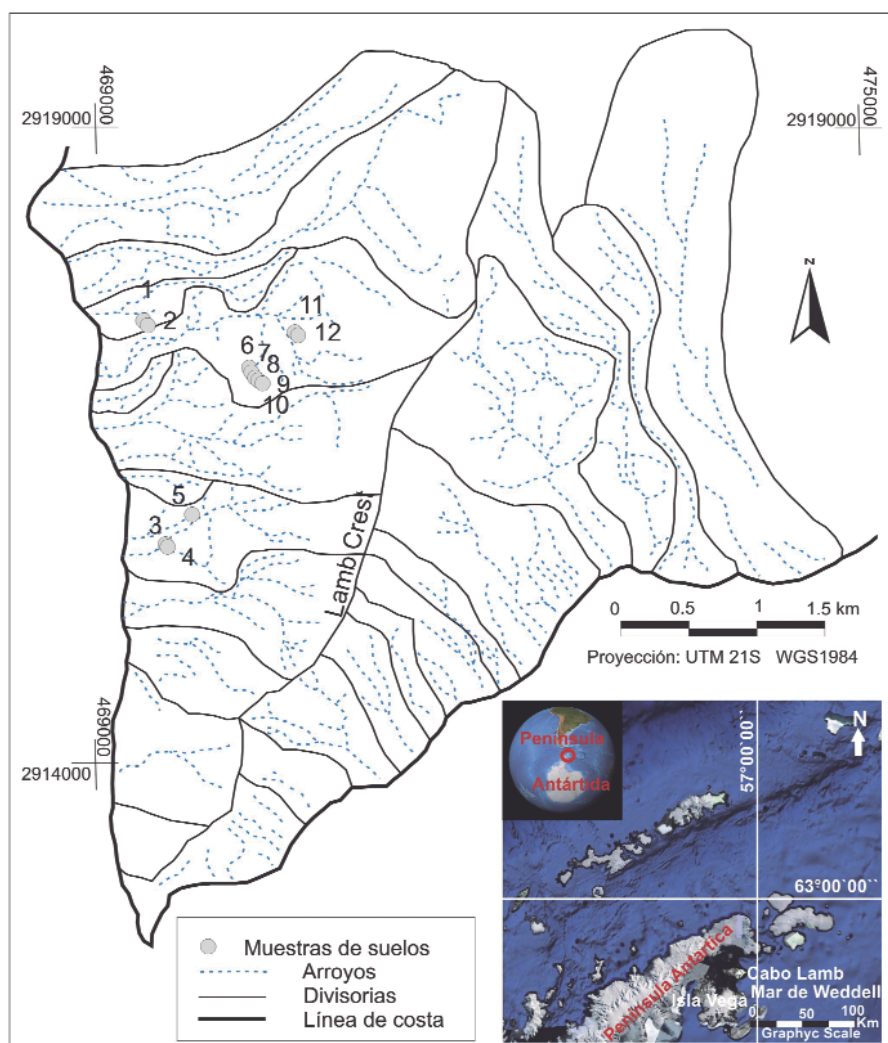 469000
475000
2919000
2919000
1
2
11
12
6
7
8
9
10
5
3
4
Lamb Crest
N
0 0.5 1 1.5 km
Proyección: UTM 21S WGS1984
469000
2914000
Península
Antártida
57°00´00´´
N
63°00´00``
Península Antártica
Cabo Lamb
Isla Vega
Mar de Weddell
0 50 100
Km
Graphyc Scale
Muestras de suelos
Arroyos
Divisorias
Línea de costa